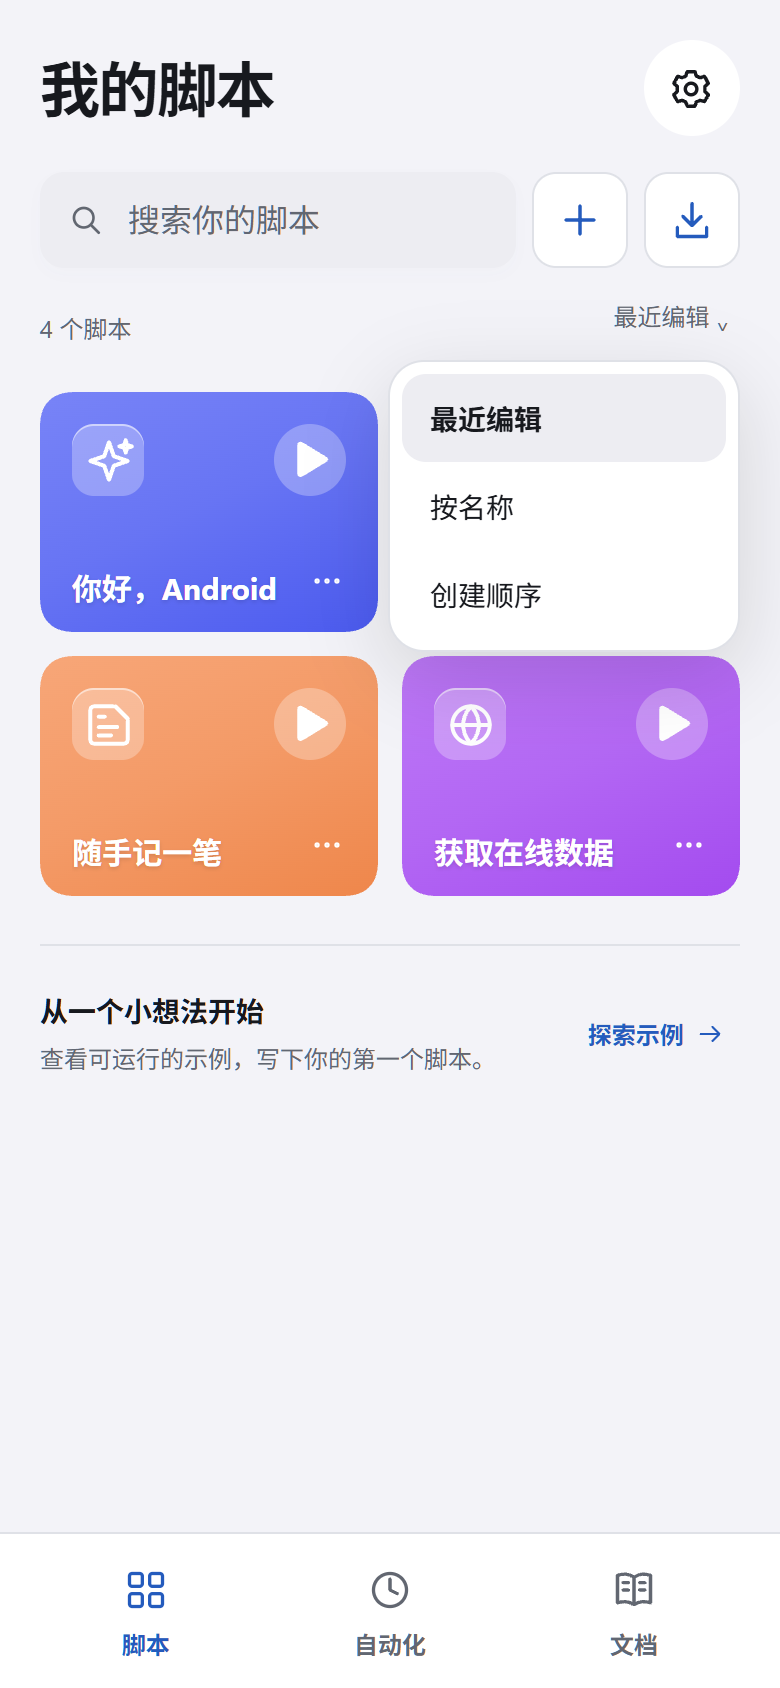 我的脚本
搜索你的脚本
4 个脚本
最近编辑
最近编辑
按名称
创建顺序
你好，Android
随手记一笔
获取在线数据
从一个小想法开始
查看可运行的示例，写下你的第一个脚本。
探索示例 →
脚本
自动化
文档